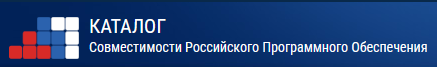 КАТАЛОГ
Совместимости Российского Программного Обеспечения